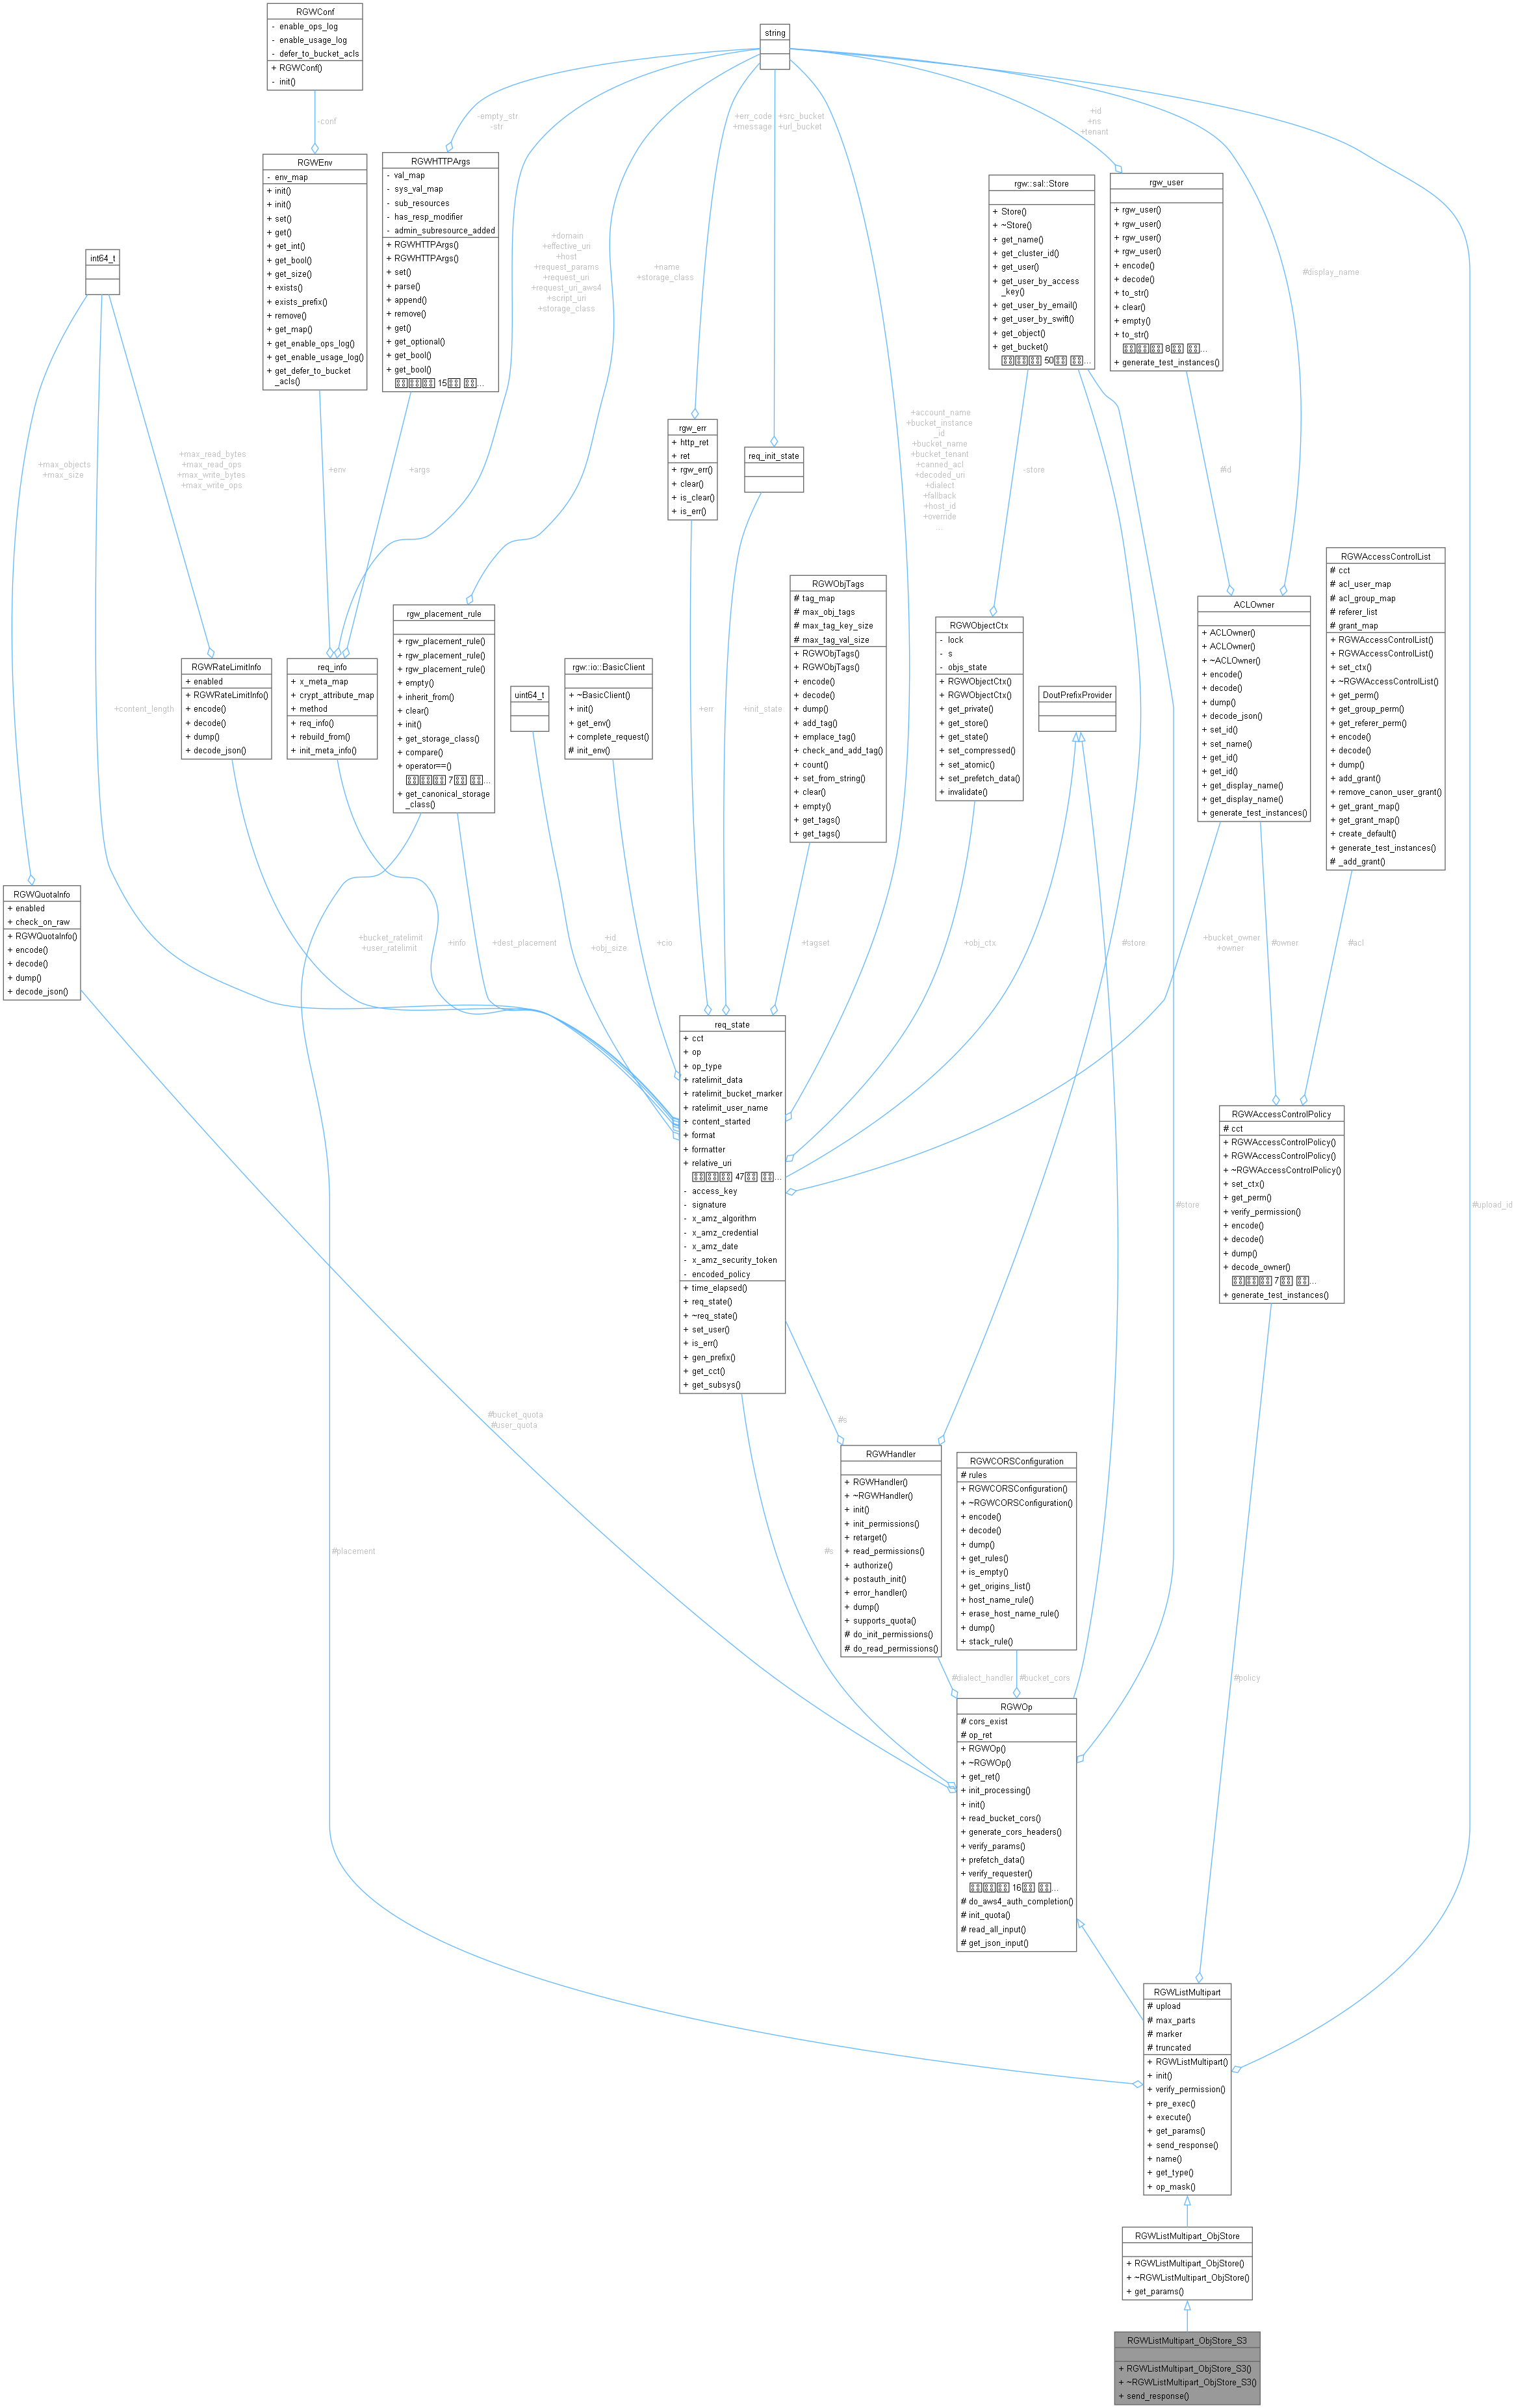 RGWConf
- enable_ops_log
- enable_usage_log
- defer_to_bucket_acls
+ RGWConf()
- init()
string
-conf
-empty_str
-str
+err_code
+message
+src_bucket
+url_bucket
+id
+ns
+tenant
RGWEnv
- env_map
+ init()
+ init()
+ set()
+ get()
+ get_int()
+ get_bool()
+ get_size()
+ exists()
+ exists_prefix()
+ remove()
+ get_map()
+ get_enable_ops_log()
+ get_enable_usage_log()
+ get_defer_to_bucket
_acls()
RGWHTTPArgs
- val_map
- sys_val_map
- sub_resources
- has_resp_modifier
- admin_subresource_added
+ RGWHTTPArgs()
+ RGWHTTPArgs()
+ set()
+ parse()
+ append()
+ remove()
+ get()
+ get_optional()
+ get_bool()
+ get_bool()
15
rgw::sal::Store
+ Store()
+ ~Store()
+ get_name()
+ get_cluster_id()
+ get_user()
+ get_user_by_access
_key()
+ get_user_by_email()
+ get_user_by_swift()
+ get_object()
+ get_bucket()
50
rgw_user
+ rgw_user()
+ rgw_user()
+ rgw_user()
+ rgw_user()
+ encode()
+ decode()
+ to_str()
+ clear()
+ empty()
+ to_str()
8
+ generate_test_instances()
int64_t
+domain
+effective_uri
+host
+request_params
+request_uri
+request_uri_aws4
+script_uri
+storage_class
+name
+storage_class
#display_name
+max_objects
+max_size
+max_read_bytes
+max_read_ops
+max_write_bytes
+max_write_ops
+env
+args
rgw_err
+ http_ret
+ ret
+ rgw_err()
+ clear()
+ is_clear()
+ is_err()
req_init_state
+account_name
+bucket_instance
_id
+bucket_name
+bucket_tenant
+canned_acl
+decoded_uri
+dialect
+fallback
+host_id
+override
...
-store
#id
RGWAccessControlList
# cct
# acl_user_map
# acl_group_map
# referer_list
# grant_map
+ RGWAccessControlList()
+ RGWAccessControlList()
+ set_ctx()
+ ~RGWAccessControlList()
+ get_perm()
+ get_group_perm()
+ get_referer_perm()
+ encode()
+ decode()
+ dump()
+ add_grant()
+ remove_canon_user_grant()
+ get_grant_map()
+ get_grant_map()
+ create_default()
+ generate_test_instances()
# _add_grant()
RGWObjTags
# tag_map
# max_obj_tags
# max_tag_key_size
# max_tag_val_size
+ RGWObjTags()
+ RGWObjTags()
+ encode()
+ decode()
+ dump()
+ add_tag()
+ emplace_tag()
+ check_and_add_tag()
+ count()
+ set_from_string()
+ clear()
+ empty()
+ get_tags()
+ get_tags()
ACLOwner
+ ACLOwner()
+ ACLOwner()
+ ~ACLOwner()
+ encode()
+ decode()
+ dump()
+ decode_json()
+ set_id()
+ set_name()
+ get_id()
+ get_id()
+ get_display_name()
+ get_display_name()
+ generate_test_instances()
rgw_placement_rule
+ rgw_placement_rule()
+ rgw_placement_rule()
+ rgw_placement_rule()
+ empty()
+ inherit_from()
+ clear()
+ init()
+ get_storage_class()
+ compare()
+ operator==()
7
+ get_canonical_storage
_class()
RGWObjectCtx
- lock
- s
- objs_state
+ RGWObjectCtx()
+ RGWObjectCtx()
+ get_private()
+ get_store()
+ get_state()
+ set_compressed()
+ set_atomic()
+ set_prefetch_data()
+ invalidate()
RGWRateLimitInfo
+ enabled
+ RGWRateLimitInfo()
+ encode()
+ decode()
+ dump()
+ decode_json()
req_info
+ x_meta_map
+ crypt_attribute_map
+ method
+ req_info()
+ rebuild_from()
+ init_meta_info()
rgw::io::BasicClient
+ ~BasicClient()
+ init()
+ get_env()
+ complete_request()
# init_env()
uint64_t
DoutPrefixProvider
+content_length
+err
+init_state
RGWQuotaInfo
+ enabled
+ check_on_raw
+ RGWQuotaInfo()
+ encode()
+ decode()
+ dump()
+ decode_json()
+bucket_ratelimit
+user_ratelimit
+info
+dest_placement
+id
+obj_size
+cio
+tagset
+obj_ctx
#store
+bucket_owner
+owner
#owner
#acl
req_state
+ cct
+ op
+ op_type
+ ratelimit_data
+ ratelimit_bucket_marker
+ ratelimit_user_name
+ content_started
+ format
+ formatter
+ relative_uri
47
- access_key
- signature
- x_amz_algorithm
- x_amz_credential
- x_amz_date
- x_amz_security_token
- encoded_policy
+ time_elapsed()
+ req_state()
+ ~req_state()
+ set_user()
+ is_err()
+ gen_prefix()
+ get_cct()
+ get_subsys()
RGWAccessControlPolicy
# cct
+ RGWAccessControlPolicy()
+ RGWAccessControlPolicy()
+ ~RGWAccessControlPolicy()
+ set_ctx()
+ get_perm()
+ verify_permission()
+ encode()
+ decode()
+ dump()
+ decode_owner()
7
+ generate_test_instances()
#store
#upload_id
#bucket_quota
#user_quota
#s
RGWHandler
+ RGWHandler()
+ ~RGWHandler()
+ init()
+ init_permissions()
+ retarget()
+ read_permissions()
+ authorize()
+ postauth_init()
+ error_handler()
+ dump()
+ supports_quota()
# do_init_permissions()
# do_read_permissions()
RGWCORSConfiguration
# rules
+ RGWCORSConfiguration()
+ ~RGWCORSConfiguration()
+ encode()
+ decode()
+ dump()
+ get_rules()
+ is_empty()
+ get_origins_list()
+ host_name_rule()
+ erase_host_name_rule()
+ dump()
+ stack_rule()
#placement
#s
#dialect_handler
#bucket_cors
#policy
RGWOp
# cors_exist
# op_ret
+ RGWOp()
+ ~RGWOp()
+ get_ret()
+ init_processing()
+ init()
+ read_bucket_cors()
+ generate_cors_headers()
+ verify_params()
+ prefetch_data()
+ verify_requester()
16
# do_aws4_auth_completion()
# init_quota()
# read_all_input()
# get_json_input()
RGWListMultipart
# upload
# max_parts
# marker
# truncated
+ RGWListMultipart()
+ init()
+ verify_permission()
+ pre_exec()
+ execute()
+ get_params()
+ send_response()
+ name()
+ get_type()
+ op_mask()
RGWListMultipart_ObjStore
+ RGWListMultipart_ObjStore()
+ ~RGWListMultipart_ObjStore()
+ get_params()
RGWListMultipart_ObjStore_S3
+ RGWListMultipart_ObjStore_S3()
+ ~RGWListMultipart_ObjStore_S3()
+ send_response()